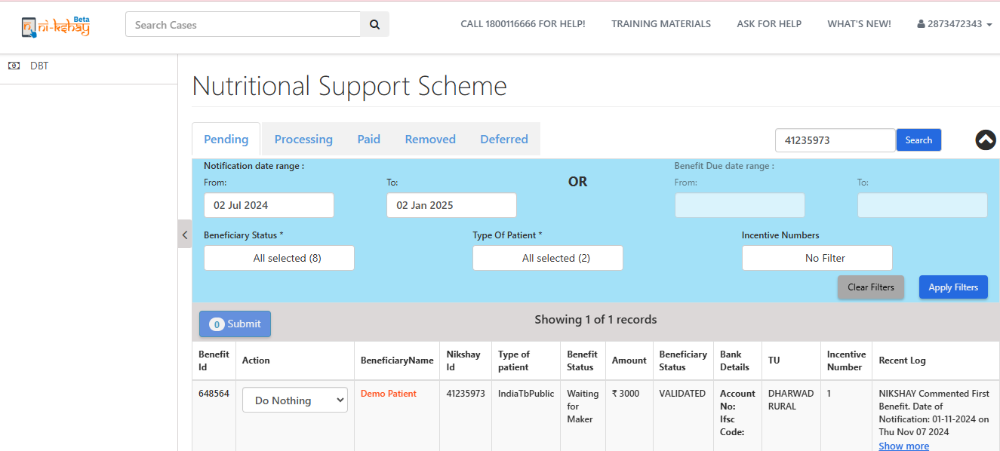 Beta
ni-kshay
Search Cases
CALL 1800116666 FOR HELP!
TRAINING MATERIALS
ASK FOR HELP
WHAT'S NEW!
2873472343
DBT
Nutritional Support Scheme
Pending
Processing
Paid
Removed
Deferred
41235973
Search
Notification date range :
Benefit Due date range :
From:
To:
OR
From:
To:
02 Jul 2024
02 Jan 2025
Beneficiary Status *
Type Of Patient *
Incentive Numbers
All selected (8)
All selected (2)
No Filter
Clear Filters
Apply Filters
0 Submit
Showing 1 of 1 records
Benefit
Id
Action
BeneficiaryName
Nikshay
Id
Type of
patient
Benefit
Status
Amount
Beneficiary
Status
Bank
Details
TU
Incentive
Number
Recent Log
648564
Do Nothing
Demo Patient
41235973
IndiaTbPublic
Waiting
for
Maker
₹ 3000
VALIDATED
Account
No:
Ifsc
Code:
DHARWAD
RURAL
1
NIKSHAY Commented First
Benefit. Date of
Notification: 01-11-2024 on
Thu Nov 07 2024
Show more